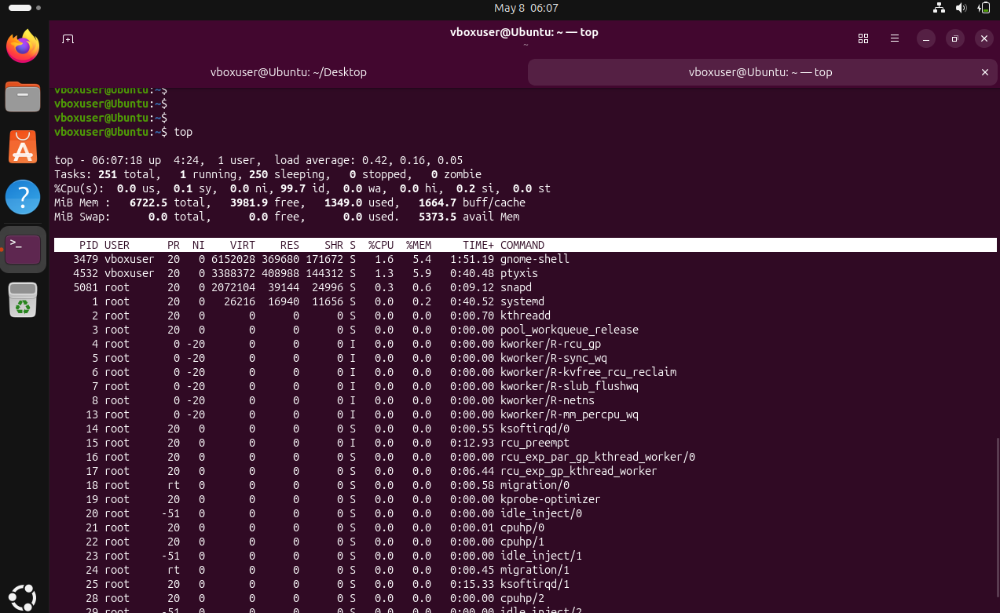 May 8 06:07
vboxuser@Ubuntu: ~ — top
~
vboxuser@Ubuntu: ~/Desktop
vboxuser@Ubuntu: ~ — top
vboxuser@Ubuntu:~$
vboxuser@Ubuntu:~$
vboxuser@Ubuntu:~$
vboxuser@Ubuntu:~$ top
top - 06:07:18 up  4:24,  1 user,  load average: 0.42, 0.16, 0.05
Tasks: 251 total,   1 running, 250 sleeping,   0 stopped,   0 zombie
%Cpu(s):  0.0 us,  0.1 sy,  0.0 ni, 99.7 id,  0.0 wa,  0.0 hi,  0.2 si,  0.0 st
MiB Mem :   6722.5 total,   3981.9 free,   1349.0 used,   1664.7 buff/cache
MiB Swap:      0.0 total,      0.0 free,      0.0 used.   5373.5 avail Mem
PID USER      PR  NI    VIRT    RES    SHR S  %CPU  %MEM     TIME+ COMMAND
3479 vboxuser  20   0 6152028 369680 171672 S   1.6   5.4   1:51.19 gnome-shell
4532 vboxuser  20   0 3388372 408988 144312 S   1.3   5.9   0:40.48 ptyxis
5081 root      20   0 2072104  39144  24996 S   0.3   0.6   0:09.12 snapd
1 root      20   0   26216  16940  11656 S   0.0   0.2   0:40.52 systemd
2 root      20   0       0      0      0 S   0.0   0.0   0:00.70 kthreadd
3 root      20   0       0      0      0 S   0.0   0.0   0:00.00 pool_workqueue_release
4 root       0 -20       0      0      0 I   0.0   0.0   0:00.00 kworker/R-rcu_gp
5 root       0 -20       0      0      0 I   0.0   0.0   0:00.00 kworker/R-sync_wq
6 root       0 -20       0      0      0 I   0.0   0.0   0:00.00 kworker/R-kvfree_rcu_reclaim
7 root       0 -20       0      0      0 I   0.0   0.0   0:00.00 kworker/R-slub_flushwq
8 root       0 -20       0      0      0 I   0.0   0.0   0:00.00 kworker/R-netns
13 root       0 -20       0      0      0 I   0.0   0.0   0:00.00 kworker/R-mm_percpu_wq
14 root      20   0       0      0      0 S   0.0   0.0   0:00.55 ksoftirqd/0
15 root      20   0       0      0      0 I   0.0   0.0   0:12.93 rcu_preempt
16 root      20   0       0      0      0 S   0.0   0.0   0:00.00 rcu_exp_par_gp_kthread_worker/0
17 root      20   0       0      0      0 S   0.0   0.0   0:06.44 rcu_exp_gp_kthread_worker
18 root      rt   0       0      0      0 S   0.0   0.0   0:00.58 migration/0
19 root      20   0       0      0      0 S   0.0   0.0   0:00.00 kprobe-optimizer
20 root     -51   0       0      0      0 S   0.0   0.0   0:00.00 idle_inject/0
21 root      20   0       0      0      0 S   0.0   0.0   0:00.01 cpuhp/0
22 root      20   0       0      0      0 S   0.0   0.0   0:00.00 cpuhp/1
23 root     -51   0       0      0      0 S   0.0   0.0   0:00.00 idle_inject/1
24 root      rt   0       0      0      0 S   0.0   0.0   0:00.45 migration/1
25 root      20   0       0      0      0 S   0.0   0.0   0:15.33 ksoftirqd/1
28 root      20   0       0      0      0 S   0.0   0.0   0:00.00 cpuhp/2
29 root     -51   0       0      0      0 S   0.0   0.0   0:00.00 idle_inject/2